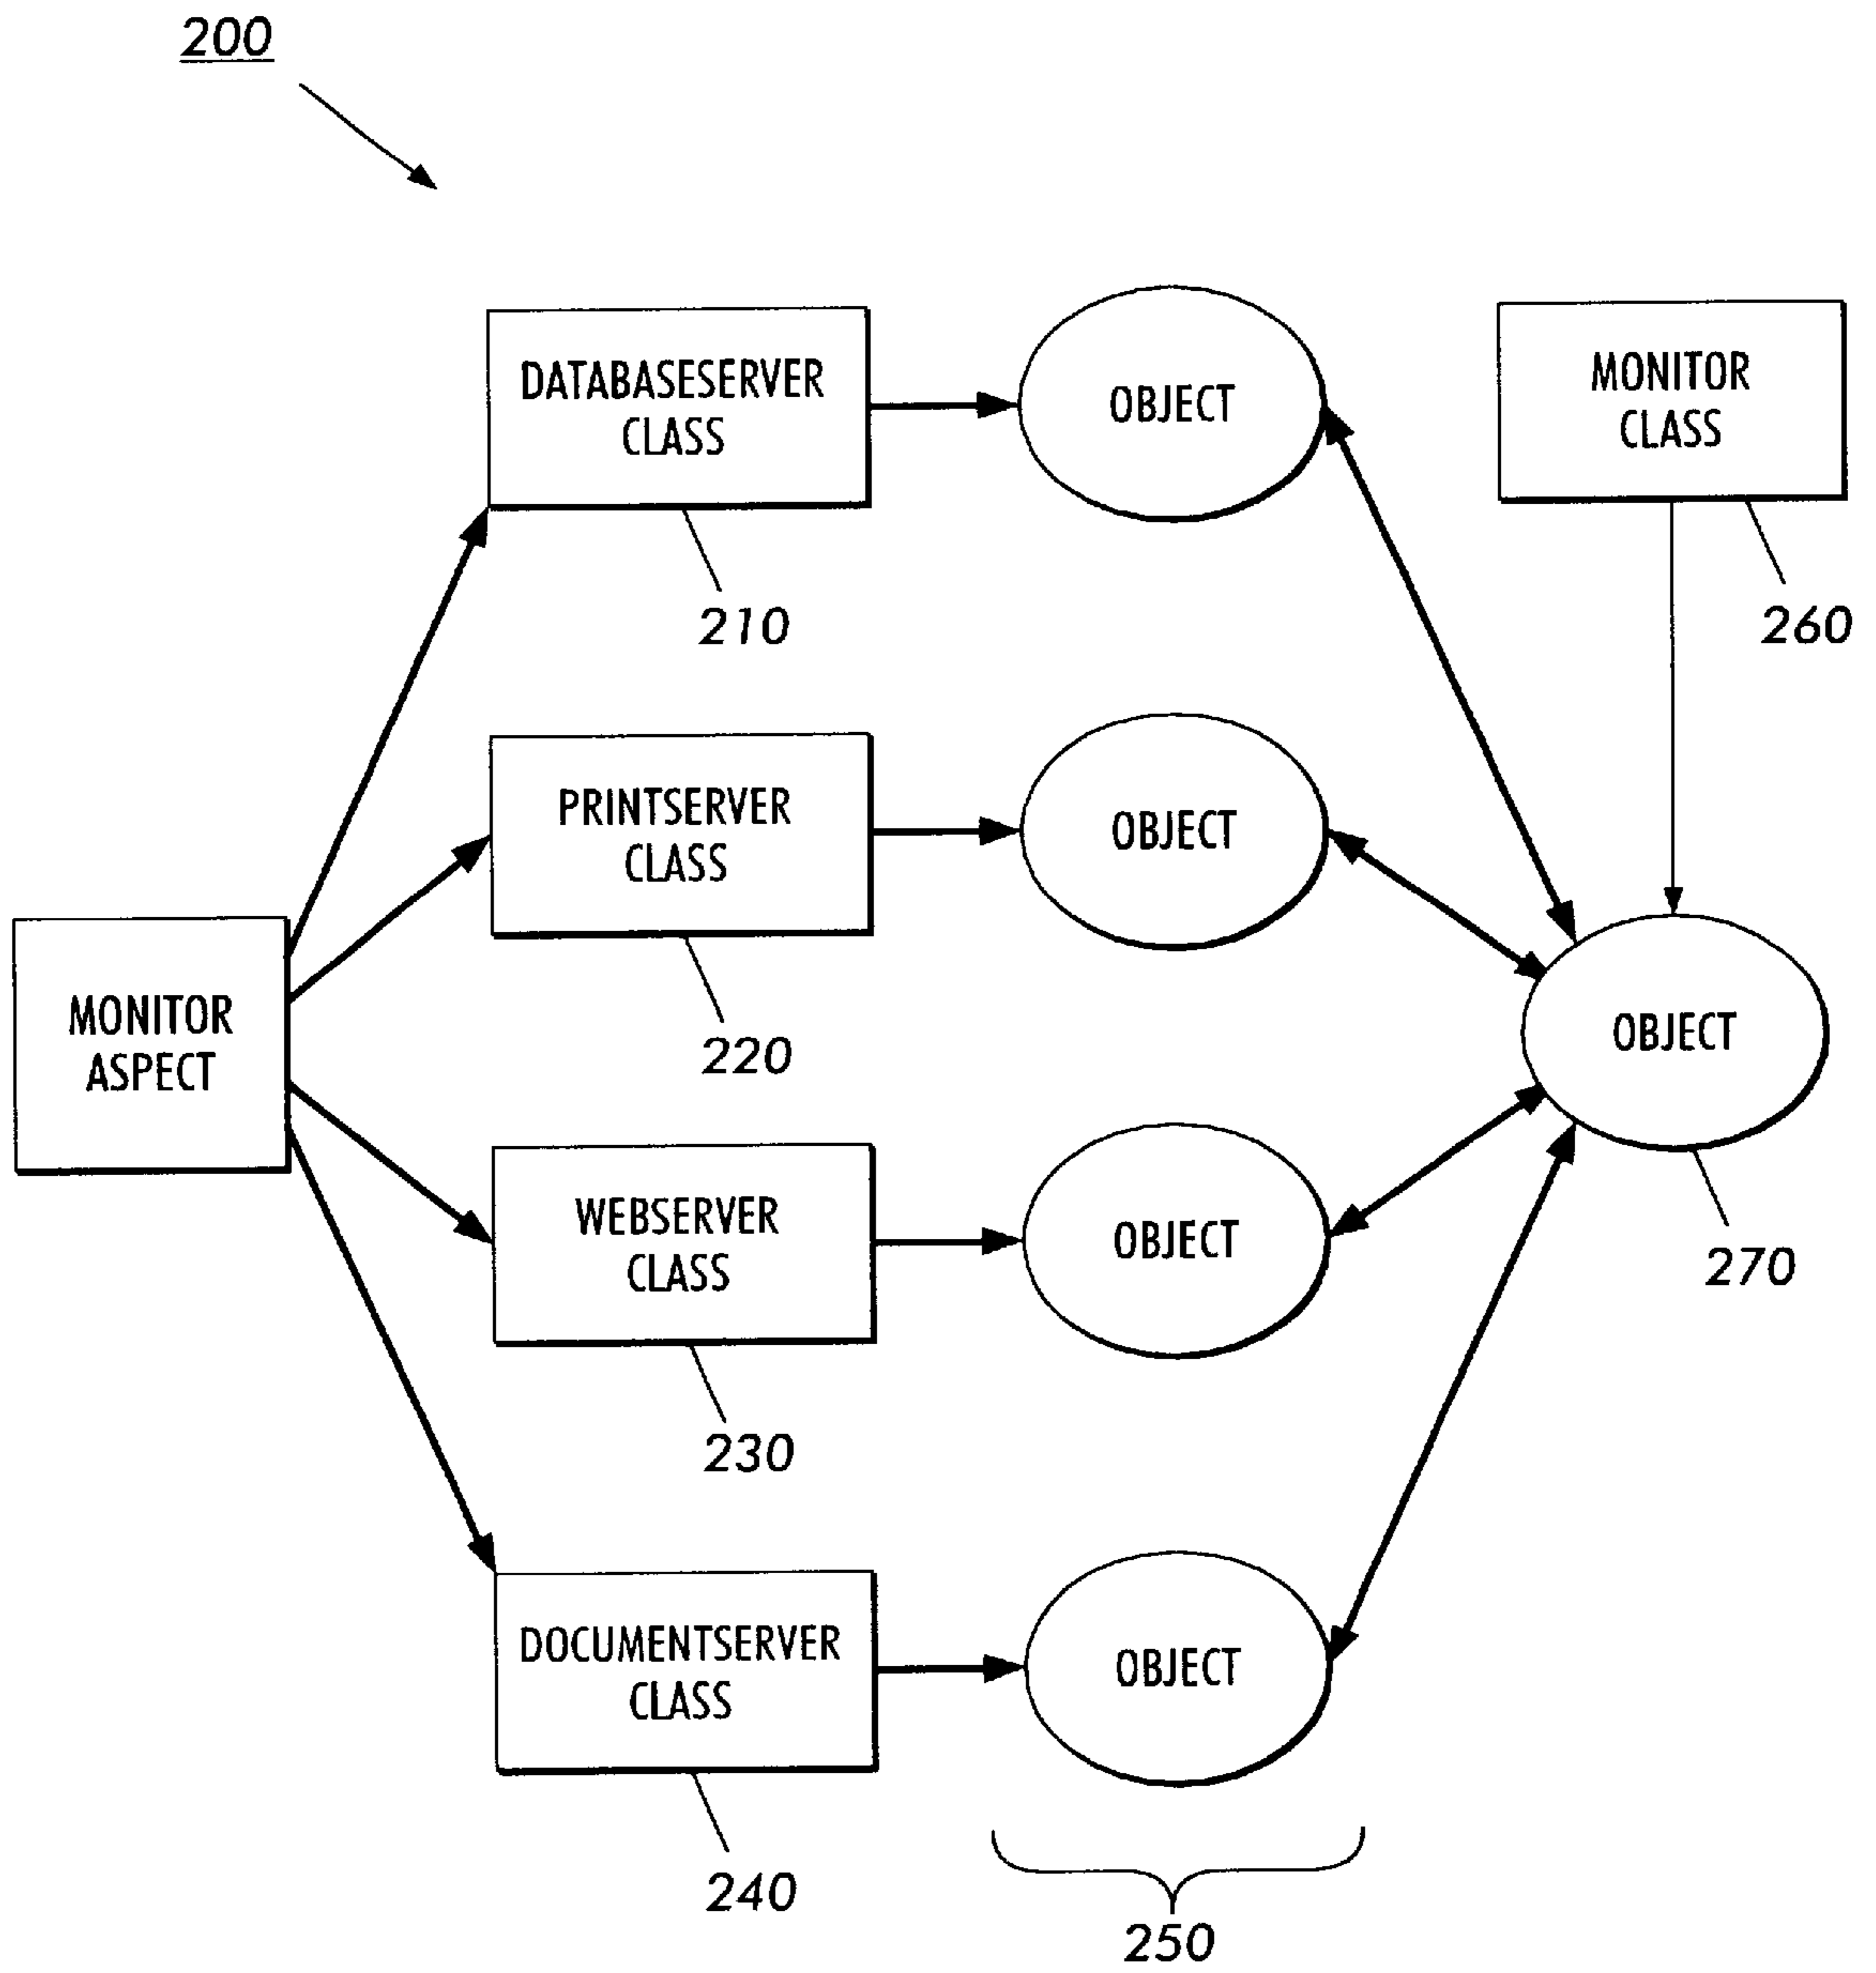 200
DATABASESERVER
CLASS
OBJECT
MONITOR
CLASS
210
260
PRINTSERVER
CLASS
OBJECT
MONITOR
ASPECT
220
OBJECT
WEBSERVER
CLASS
OBJECT
270
230
DOCUMENTSERVER
CLASS
OBJECT
240
250